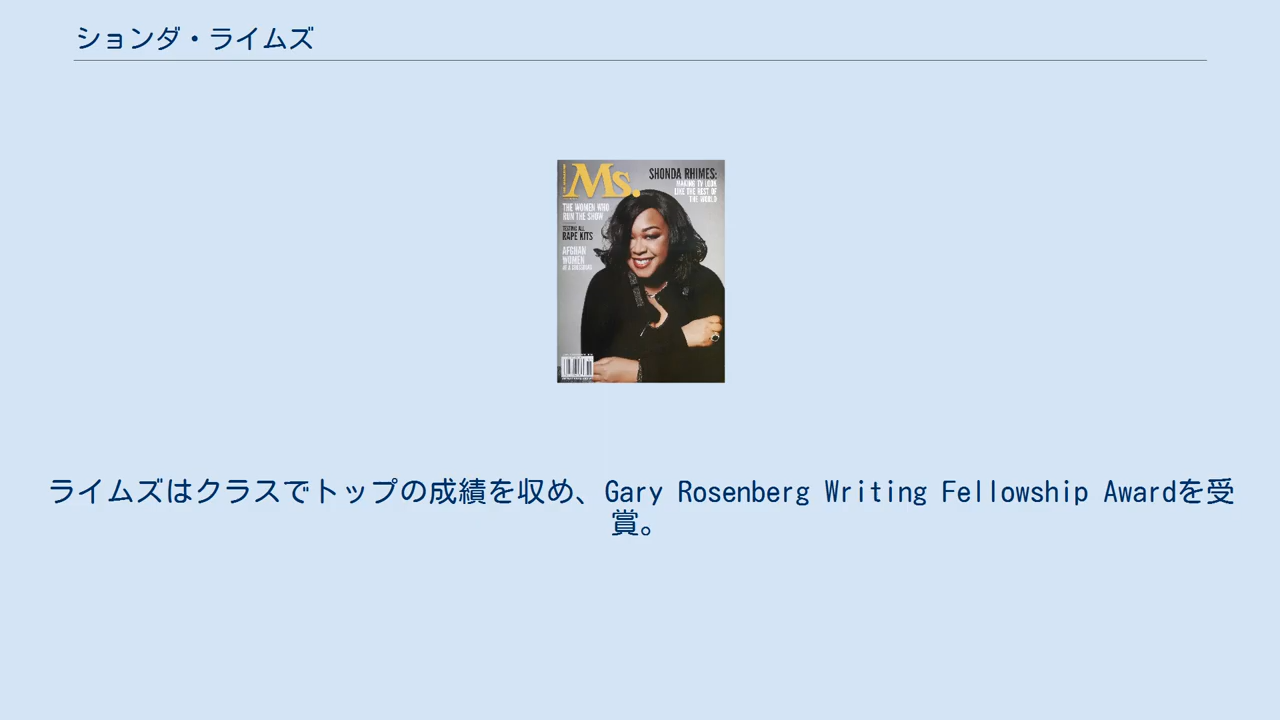 ションダ・ライムズ
Ms.
SHONDA RHIMES:
MAKING TV LOOK
LIKE THE REST OF
THE WORLD
THE WOMEN WHO
RUN THE SHOW
TESTING ALL
RAPE KITS
AFGHAN
WOMEN
AT A CROSSROADS
ライムズはクラスでトップの成績を収め、Gary Rosenberg Writing Fellowship Awardを受
賞。